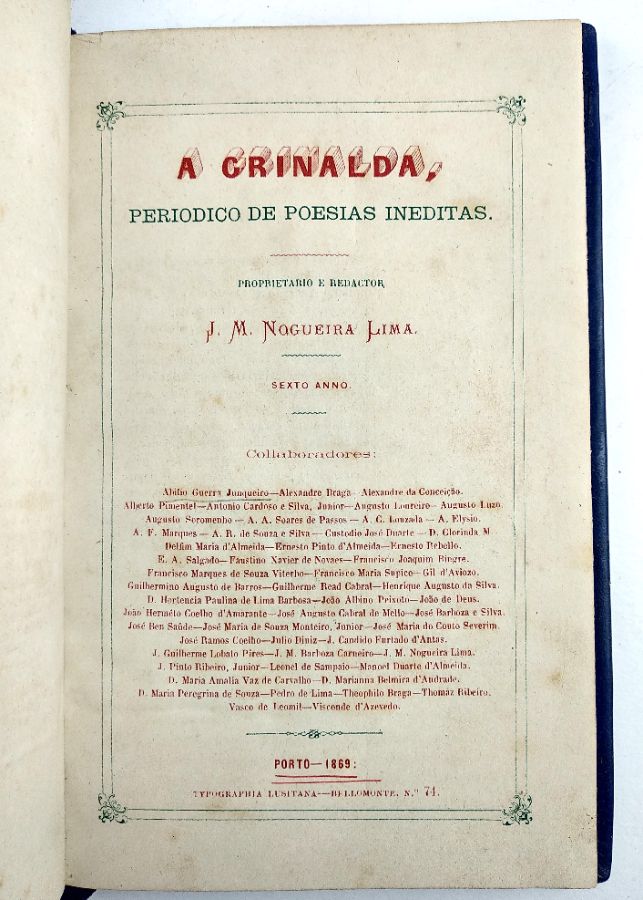 A GRINALDA,
PERIODICO DE POESIAS INEDITAS.
PROPRIETARIO E REDACTOR
J. M. NOGUEIRA LIMA.
SEXTO ANNO.
Collaboradores:
Abilio Guerra Junqueiro—Alexandre Braga—Alexandre da Conceição.
Alberto Pimentel—Antonio Cardoso e Silva, Junior—Augusto Loureiro—Augusto Luzo.
Augusto Soromenho—A. A. Soares de Passos—A. C. Louzada—A. Elysio.
A. F. Marques—A. R. de Souza e Silva—Custodio José Duarte—D. Clorinda M.
Delfim Maria d'Almeida—Ernesto Pinto d'Almeida—Ernesto Rebello.
E. A. Salgado—Faustino Xavier de Novaes—Francisco Joaquim Bingre.
Francisco Marques de Souza Viterbo—Francisco Maria Supico—Gil d'Aviozo.
Guilhermino Augusto de Barros—Guilherme Read Cabral—Henrique Augusto da Silva.
D. Hortencia Paulina de Lima Barbosa—João Albino Peixoto—João de Deus.
João Hernéto Coelho d'Amarante—José Augusto Cabral de Mello—José Barboza e Silva.
José Ben Saûde—José Maria de Souza Monteiro, Junior—José Maria do Couto Severim.
José Ramos Coelho—Julio Diniz—J. Candido Furtado d'Antas.
J. Guilherme Lobato Pires—J. M. Barboza Carneiro—J. M. Nogueira Lima.
J. Pinto Ribeiro, Junior—Leonel de Sampaio—Manoel Duarte d'Almeida.
D. Maria Amalia Vaz de Carvalho—D. Marianna Belmira d'Andrade.
D. Maria Peregrina de Souza—Pedro de Lima—Theophilo Braga—Thomáz Ribeiro.
Vasco de Leomil—Visconde d'Azevedo.
PORTO—1869:
TYPOGRAPHIA LUSITANA—BELLOMONTE, N.º 74.